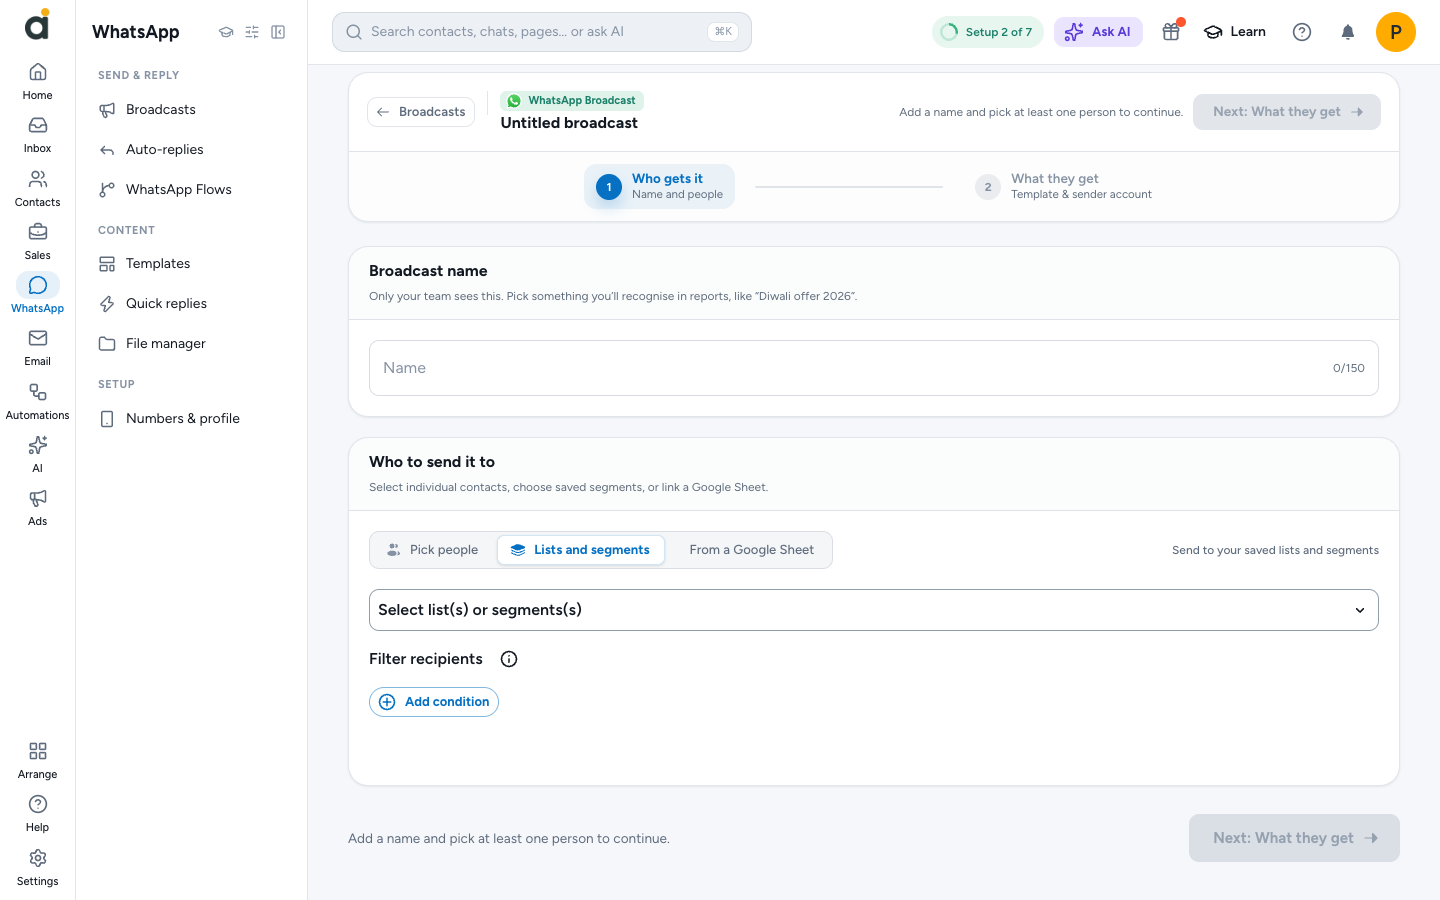 Home
Inbox
Contacts
Sales
WhatsApp
Email
Automations
AI
Ads
Arrange
Help
Settings
WhatsApp
SEND & REPLY
Broadcasts
Auto-replies
WhatsApp Flows
CONTENT
Templates
Quick replies
File manager
SETUP
Numbers & profile
Search contacts, chats, pages... or ask AI
⌘K
Setup 2 of 7
Ask AI
Learn
P
Broadcasts
WhatsApp Broadcast
Untitled broadcast
Add a name and pick at least one person to continue.
Next: What they get
1
Who gets it
Name and people
2
What they get
Template & sender account
Broadcast name
Only your team sees this. Pick something you'll recognise in reports, like “Diwali offer 2026”.
Name
0/150
Who to send it to
Select individual contacts, choose saved segments, or link a Google Sheet.
Pick people
Lists and segments
From a Google Sheet
Send to your saved lists and segments
Select list(s) or segments(s)
Filter recipients
Add condition
Add a name and pick at least one person to continue.
Next: What they get